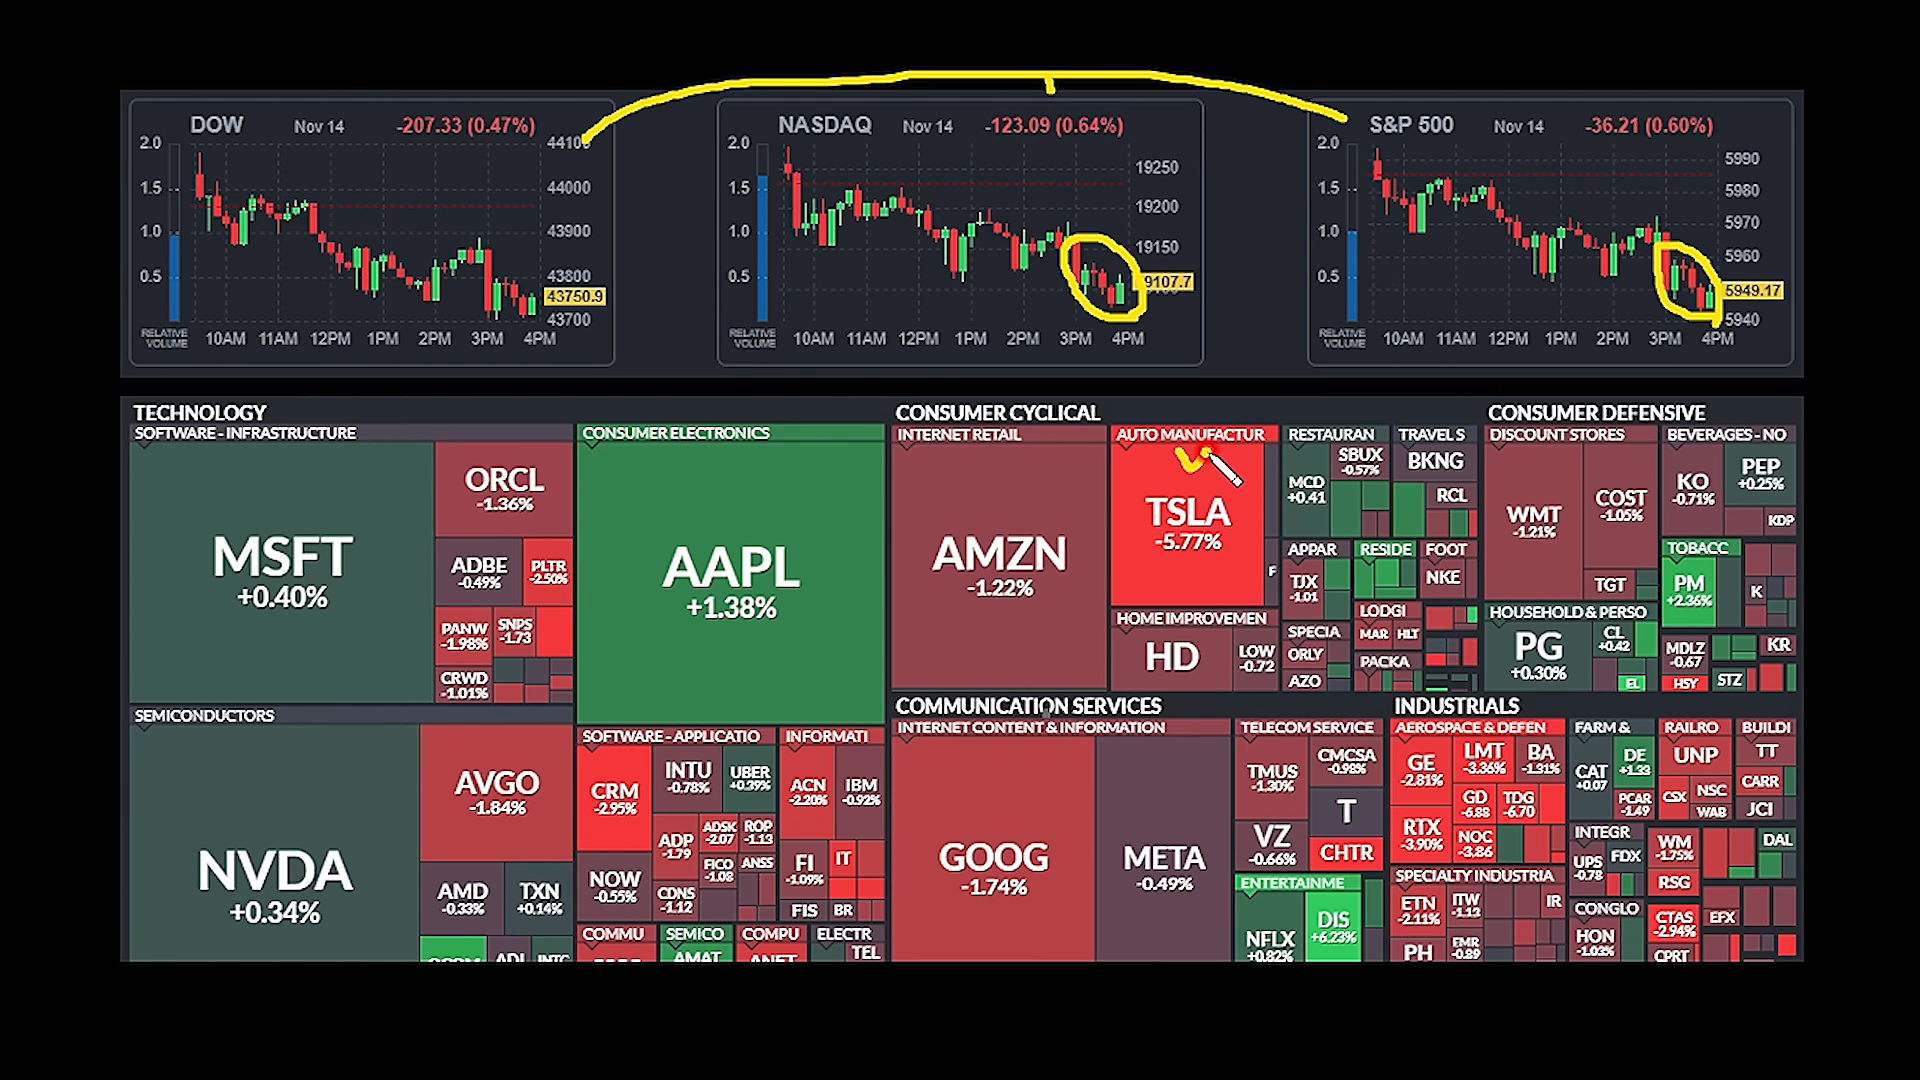 DOW Nov 14 -207.33 (0.47%)
2.0 44100
1.5 44000
1.0 43900
0.5 43800
43750.9
43700
RELATIVE VOLUME
10AM 11AM 12PM 1PM 2PM 3PM 4PM
NASDAQ Nov 14 -123.09 (0.64%)
2.0 19250
1.5 19200
1.0 19150
0.5 9107.7
RELATIVE VOLUME
10AM 11AM 12PM 1PM 2PM 3PM 4PM
S&P 500 Nov 14 -36.21 (0.60%)
2.0 5990
1.5 5980
1.0 5970
0.5 5960
5949.17
5940
RELATIVE VOLUME
10AM 11AM 12PM 1PM 2PM 3PM 4PM
TECHNOLOGY
SOFTWARE - INFRASTRUCTURE
MSFT
+0.40%
ORCL
-1.36%
ADBE
-0.49%
PLTR
-2.50%
PANW
-1.98%
SNPS
-1.73
CRWD
-1.01%
CONSUMER ELECTRONICS
AAPL
+1.38%
SEMICONDUCTORS
NVDA
+0.34%
AVGO
-1.84%
AMD
-0.33%
TXN
+0.14%
SOFTWARE - APPLICATIO
CRM
-2.95%
INTU
-0.78%
UBER
+0.39%
NOW
-0.55%
ADP
-1.79
ADSK
-2.07
ROP
-1.13
FICO
-1.08
ANSS
CDNS
-1.12
INFORMATI
ACN
-2.20%
IBM
-0.92%
FI
-1.09%
IT
FIS
BR
COMMU
SEMICO
AMAT
COMPU
ANET
ELECTR
TEL
CONSUMER CYCLICAL
INTERNET RETAIL
AMZN
-1.22%
AUTO MANUFACTUR
TSLA
-5.77%
F
HOME IMPROVEMEN
HD
LOW
-0.72
RESTAURAN
MCD
+0.41
SBUX
-0.57%
TRAVEL S
BKNG
RCL
APPAR
TJX
-1.01
RESIDE
FOOT
NKE
LODGI
MAR
HLT
SPECIA
ORLY
AZO
PACKA
CONSUMER DEFENSIVE
DISCOUNT STORES
WMT
-1.21%
COST
-1.05%
TGT
BEVERAGES - NO
KO
-0.71%
PEP
+0.25%
KDP
TOBACC
PM
+2.36%
K
HOUSEHOLD & PERSO
PG
+0.30%
CL
+0.42
EL
MDLZ
-0.67
HSY
STZ
KR
COMMUNICATION SERVICES
INTERNET CONTENT & INFORMATION
GOOG
-1.74%
META
-0.49%
TELECOM SERVICE
TMUS
-1.30%
CMCSA
-0.98%
T
VZ
-0.66%
CHTR
ENTERTAINME
NFLX
+0.82%
DIS
+6.23%
INDUSTRIALS
AEROSPACE & DEFEN
GE
-2.81%
LMT
-3.36%
BA
-1.31%
RTX
-3.90%
GD
-6.88
TDG
-6.70
NOC
-3.86
FARM &
CAT
+0.07
DE
+1.33
PCAR
-1.49
RAILRO
UNP
CSX
NSC
WAB
BUILDI
TT
CARR
JCI
SPECIALTY INDUSTRIA
ETN
-2.11%
ITW
-1.12
IR
PH
EMR
-0.89
INTEGR
UPS
-0.78
FDX
CONGLO
HON
-1.03%
WM
-1.75%
RSG
CTAS
-2.94%
CPRT
EFX
DAL